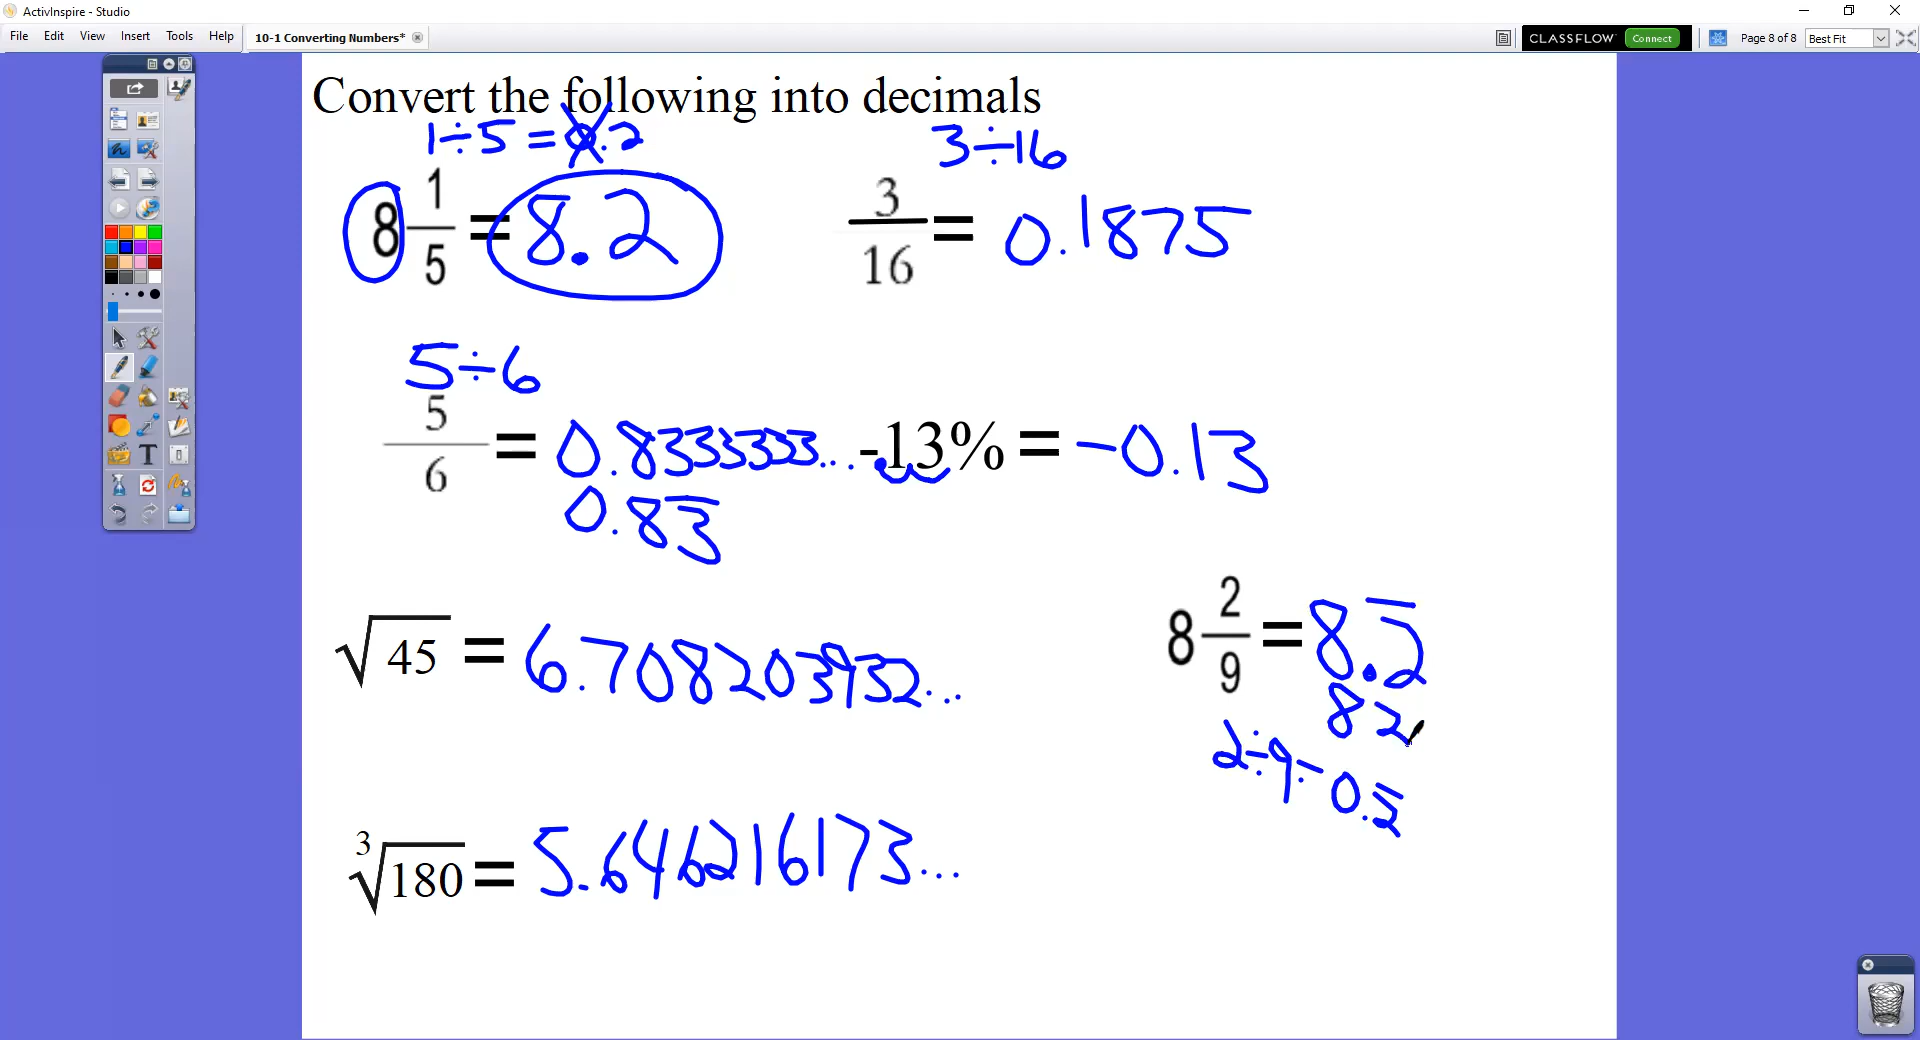 ActivInspire - Studio
File Edit View Insert Tools Help
10-1 Converting Numbers*
CLASSFLOW Connect
Page 8 of 8 Best Fit
Convert the following into decimals
1÷5 = 0.2
8 1/5 = 8.2
3÷16
3/16 = 0.1875
5÷6
5/6 = 0.8333333...
0.83̅
-13% = -0.13
√45 = 6.708203932...
8 2/9 = 8.2̅
82
2÷9= 0.2̅
∛180 = 5.646216173...
T